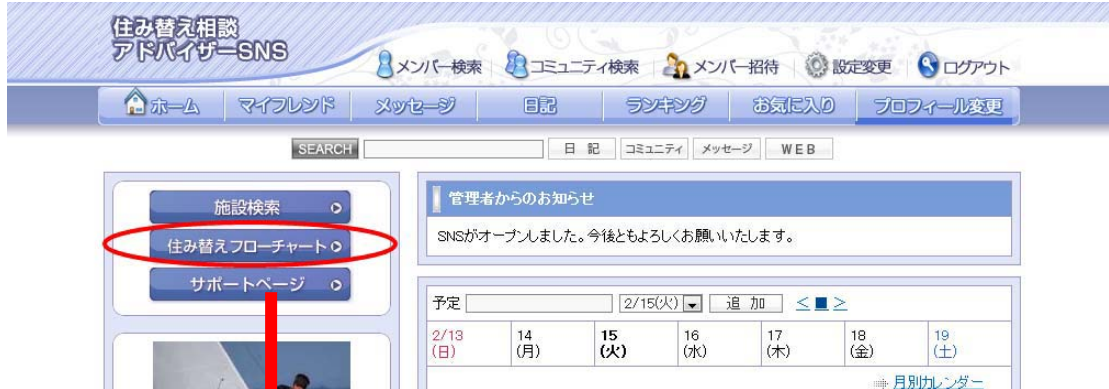 住み替え相談
アドバイザーSNS
メンバー検索 コミュニティ検索 メンバー招待 設定変更 ログアウト
ホーム マイフレンド メッセージ 日記 ランキング お気に入り プロフィール変更
SEARCH 日 記 コミュニティ メッセージ WEB
施設検索
住み替えフローチャート
サポートページ
管理者からのお知らせ
SNSがオープンしました。今後ともよろしくお願いいたします。
予定 2/15(火) 追 加 ＜■＞
2/13 14 15 16 17 18 19
(日) (月) (火) (水) (木) (金) (土)
月別カレンダー